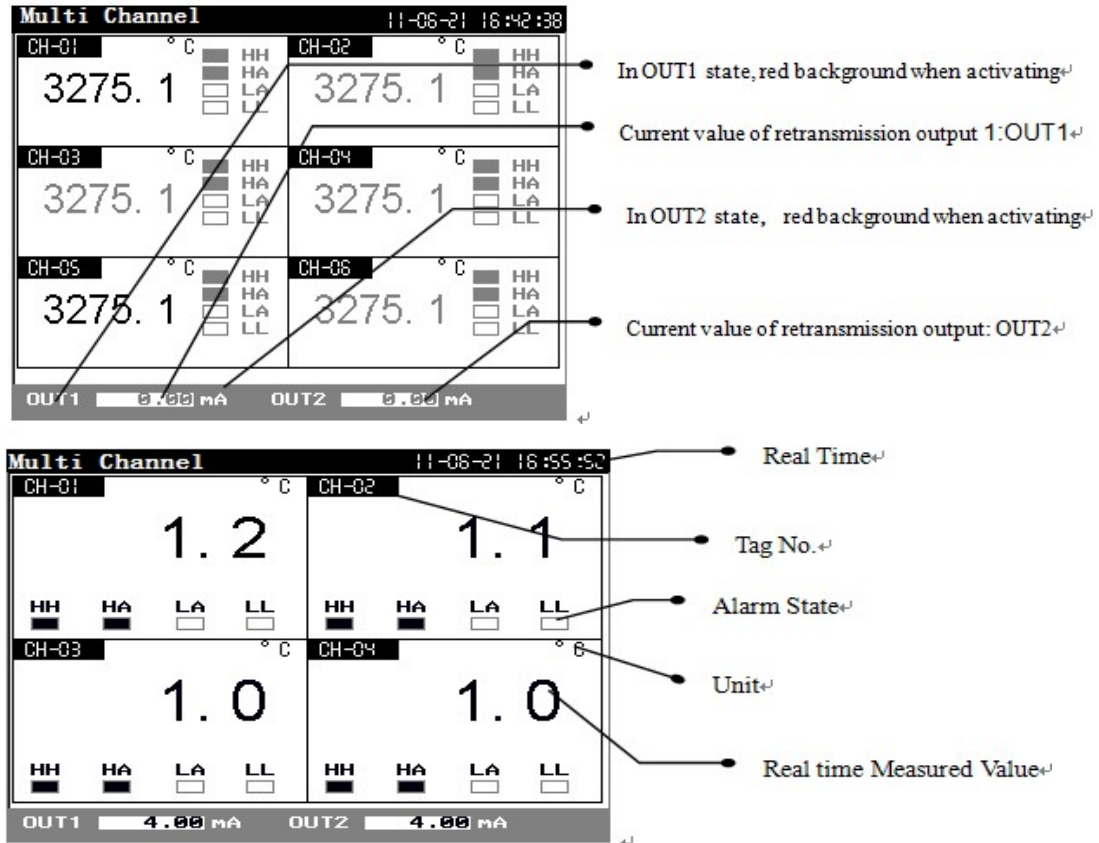 Multi Channel 11-06-21 16:42:38
CH-01 °C CH-02 °C
HH HH
3275. 1 HA 3275. 1 HA
LA LA
LL LL
CH-03 °C CH-04 °C
HH HH
3275. 1 HA 3275. 1 HA
LA LA
LL LL
CH-05 °C CH-06 °C
HH HH
3275. 1 HA 3275. 1 HA
LA LA
LL LL
OUT1 0.00 mA OUT2 0.00 mA
In OUT1 state, red background when activating↵
Current value of retransmission output 1:OUT1↵
In OUT2 state, red background when activating↵
Current value of retransmission output: OUT2↵
↵
Multi Channel 11-06-21 16:55:52
CH-01 °C CH-02 °C
1. 2 1. 1
HH HA LA LL HH HA LA LL
CH-03 °C CH-04 °C
1. 0 1. 0
HH HA LA LL HH HA LA LL
OUT1 4.00 mA OUT2 4.00 mA
Real Time↵
Tag No.↵
Alarm State↵
Unit↵
Real time Measured Value↵
↵